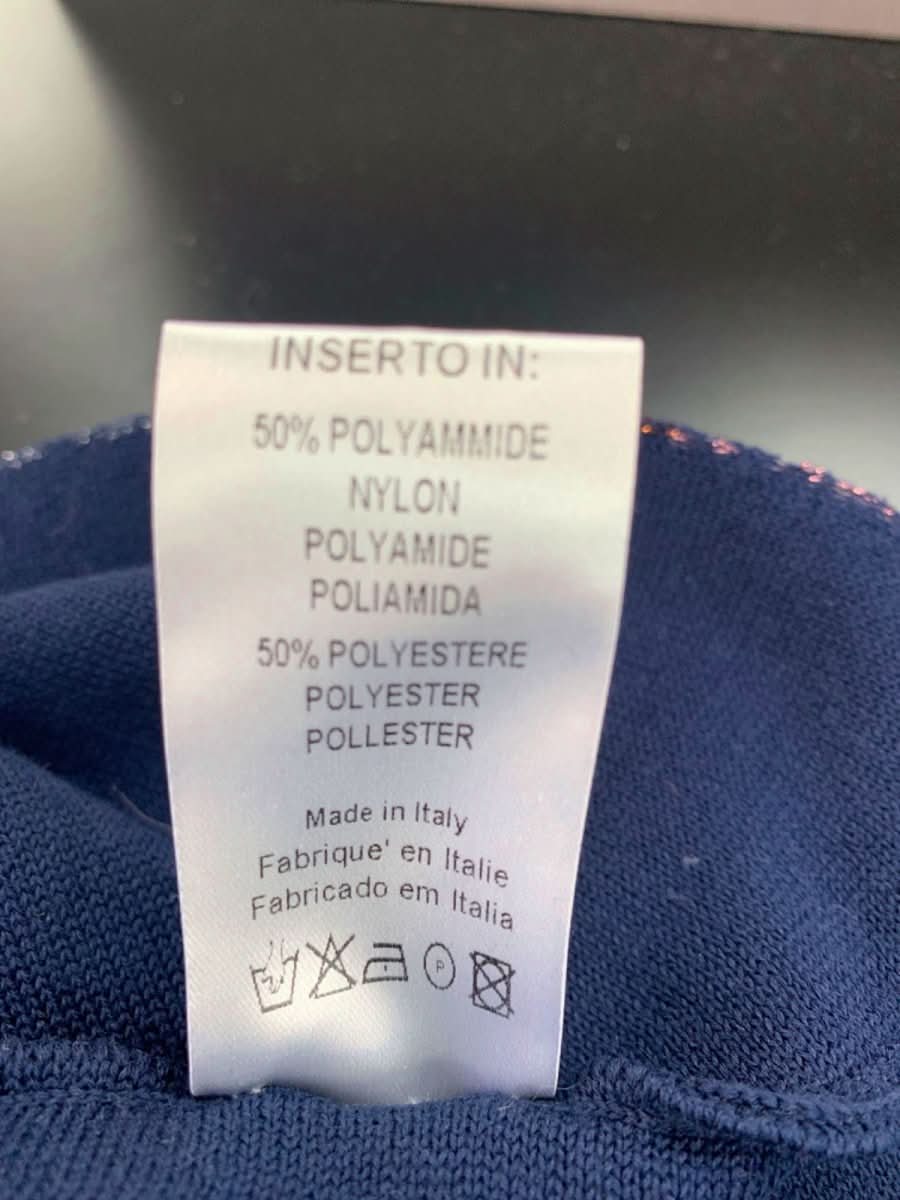 INSERTO IN:
50% POLYAMMIDE
NYLON
POLYAMIDE
POLIAMIDA
50% POLYESTERE
POLYESTER
POLLESTER
Made in Italy
Fabrique' en Italie
Fabricado em Italia
P